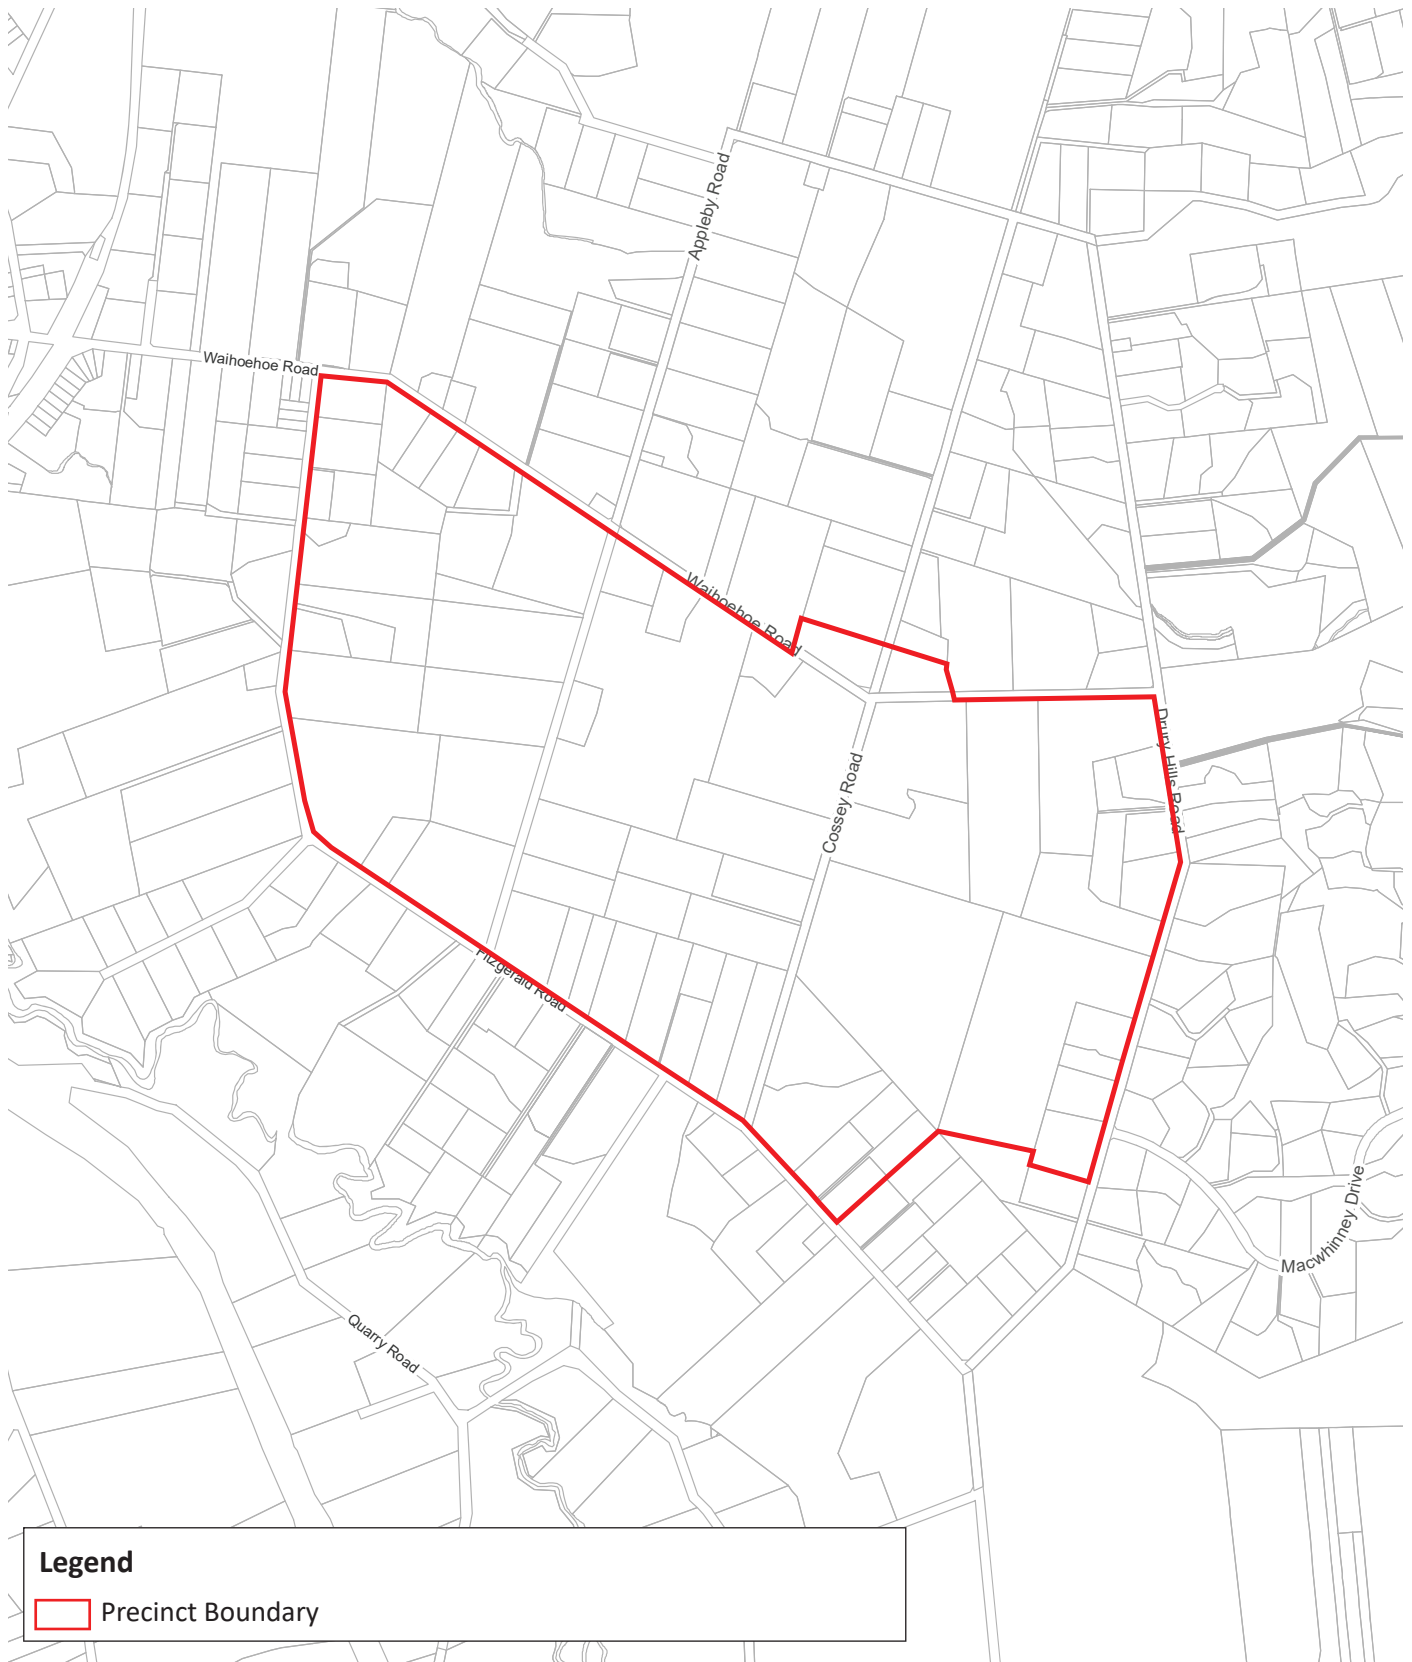 Appleby Road
Waihoehoe Road
Waihoehoe Road
Drury Hills Road
Cossey Road
Fitzgerald Road
Macwhinney Drive
Quarry Road
Legend
Precinct Boundary